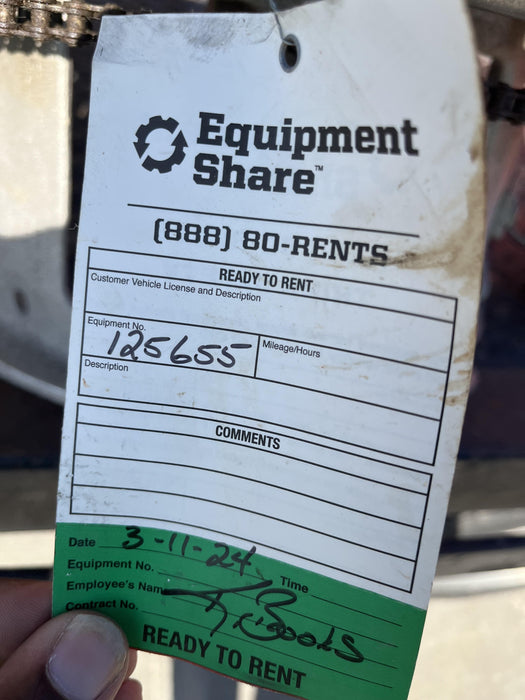 Equipment
Share™
(888) 80-RENTS
READY TO RENT
Customer Vehicle License and Description
Equipment No. 125655 Mileage/Hours
Description
COMMENTS
Date 3-11-24
Equipment No. Time
Employee's Name
Contract No.
READY TO RENT